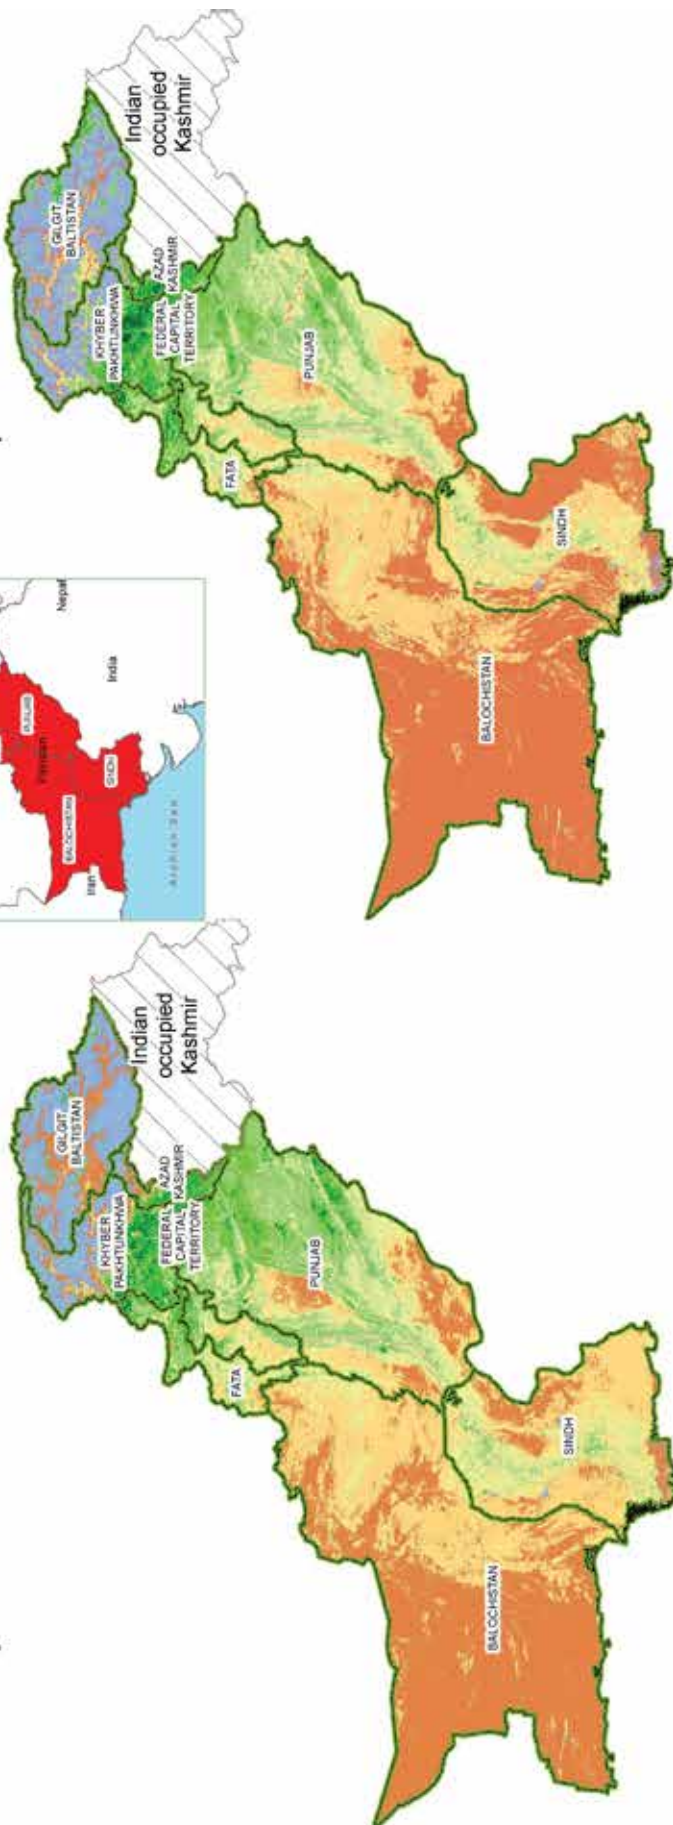 GILGIT
BALTISTAN
KHYBER
PAKHTUNKHWA
Indian
occupied
Kashmir
AZAD
KASHMIR
FEDERAL
CAPITAL
TERRITORY
FATA
PUNJAB
BALOCHISTAN
SINDH
PUNJAB
Pakistan
BALOCHISTAN
Nepal
Iran
SINDH
India
Arabian Sea
GILGIT
BALTISTAN
KHYBER
PAKHTUNKHWA
Indian
occupied
Kashmir
AZAD
KASHMIR
FEDERAL
CAPITAL
TERRITORY
FATA
PUNJAB
BALOCHISTAN
SINDH